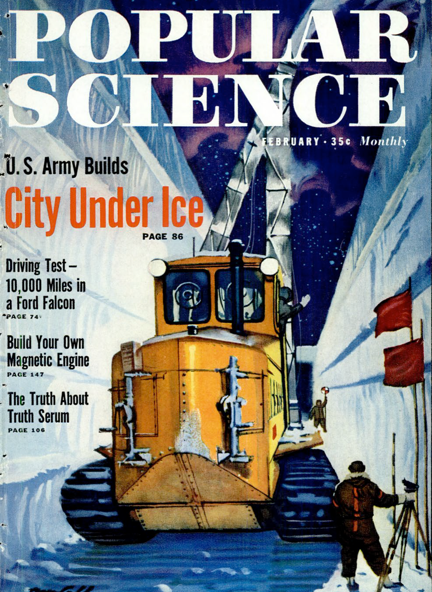 POPULAR
SCIENCE
FEBRUARY · 35¢ Monthly
U. S. Army Builds
City Under Ice
PAGE 86
Driving Test –
10,000 Miles in
a Ford Falcon
PAGE 74
Build Your Own
Magnetic Engine
PAGE 147
The Truth About
Truth Serum
PAGE 106